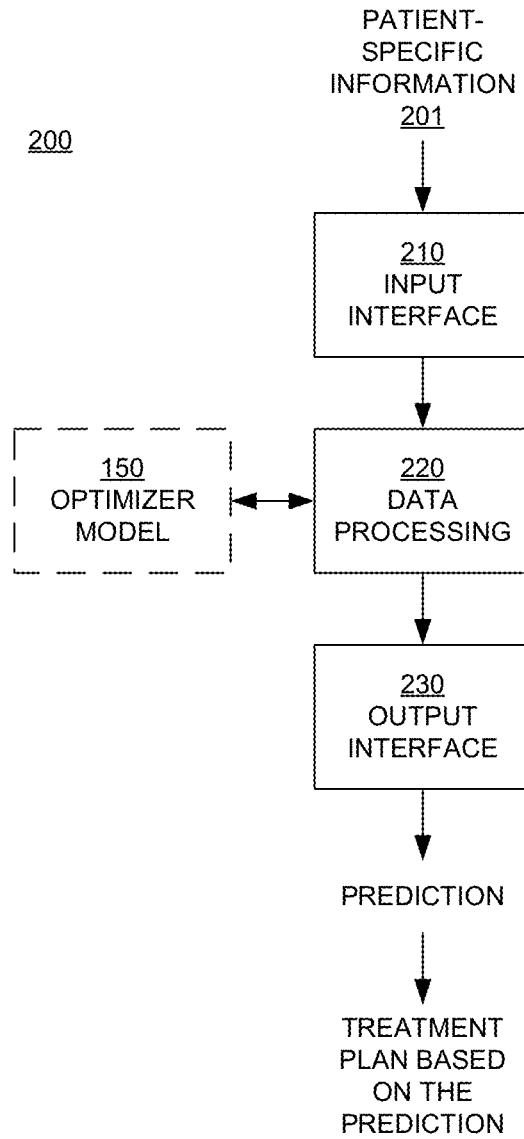 PATIENT-
SPECIFIC
INFORMATION
201
200
210
INPUT
INTERFACE
150
OPTIMIZER
MODEL
220
DATA
PROCESSING
230
OUTPUT
INTERFACE
PREDICTION
TREATMENT
PLAN BASED
ON THE
PREDICTION